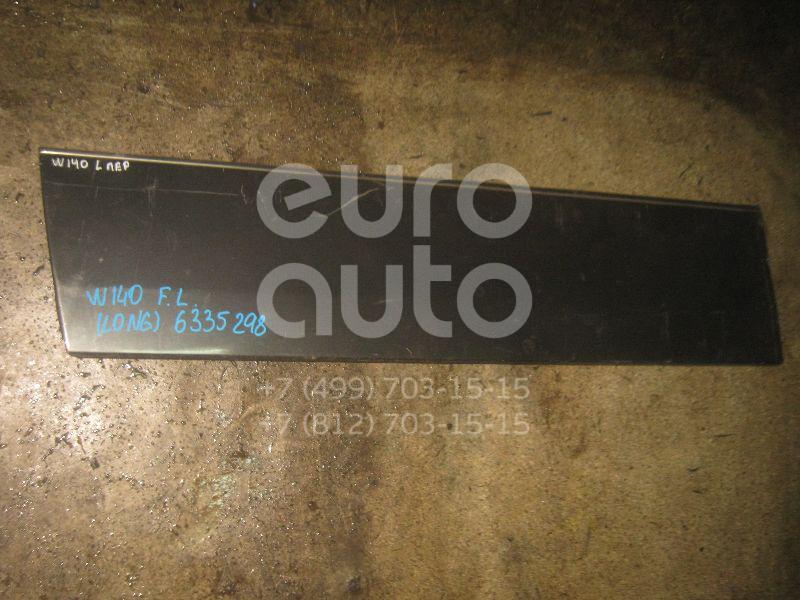 W140 L ПЕР
euro
auto
W140 F.L.
(LONG) 6335298
+7 (499) 703-15-15
+7 (812) 703-15-15